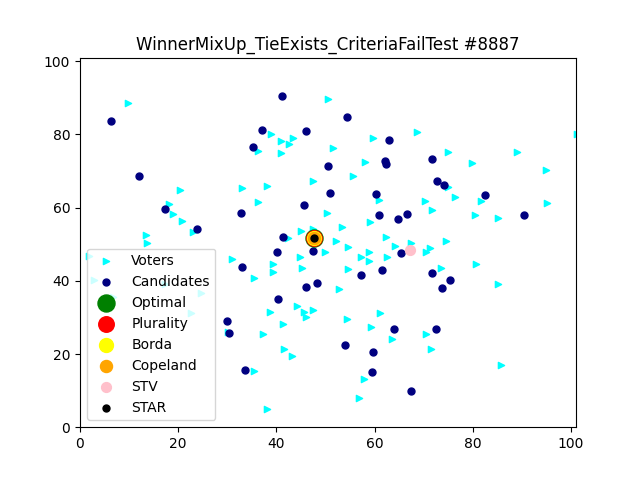 WinnerMixUp_TieExists_CriteriaFailTest #8887
100
80
60
40
20
0
Voters
Candidates
Optimal
Plurality
Borda
Copeland
STV
STAR
0 20 40 60 80 100